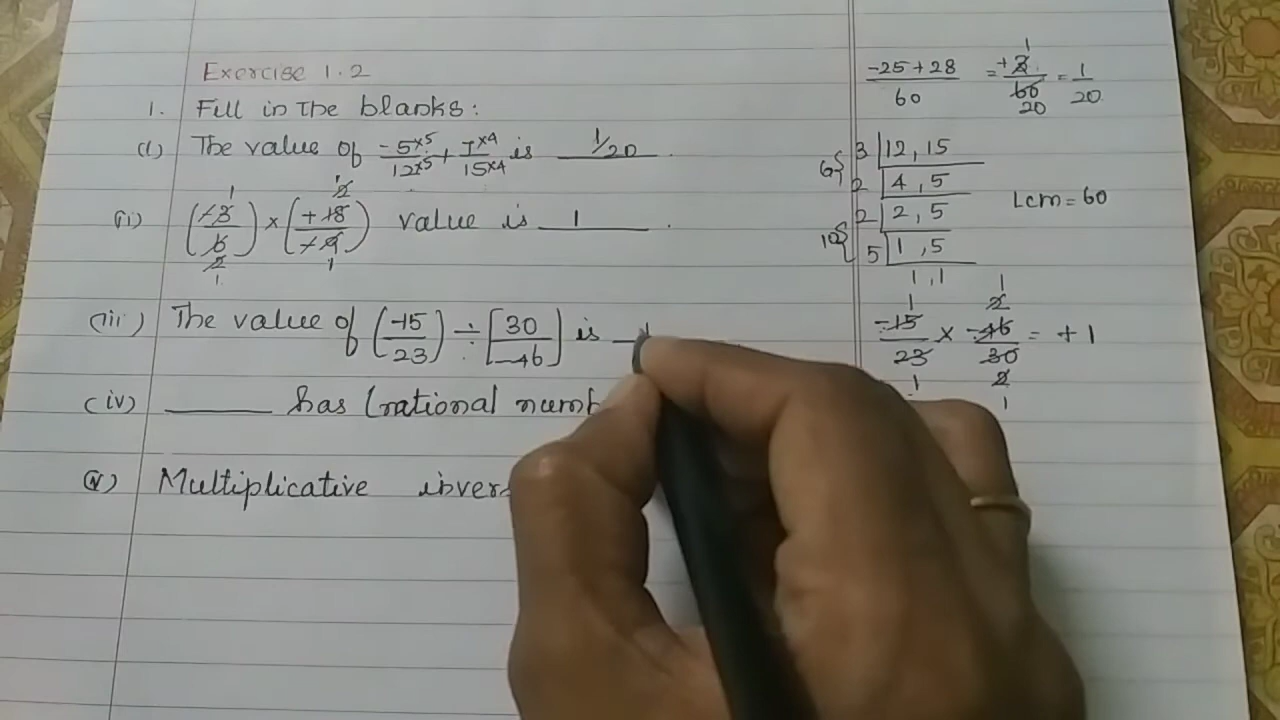 Exercise 1.2
1. Fill in the blanks:
(i) The value of -5×5/12×5 + 7×4/15×4 is 1/20.
(ii) (-3/6) × (+18/-9) value is 1.
(iii) The value of (-15/23) ÷ [30/-46] is
(iv) ______ has (rational numb
(v) Multiplicative invers
-25+28/60 = +3/60 = 1/20
3 | 12, 15
2 | 4, 5
2 | 2, 5
5 | 1, 5
1, 1
Lcm = 60
-15/23 × -46/30 = +1